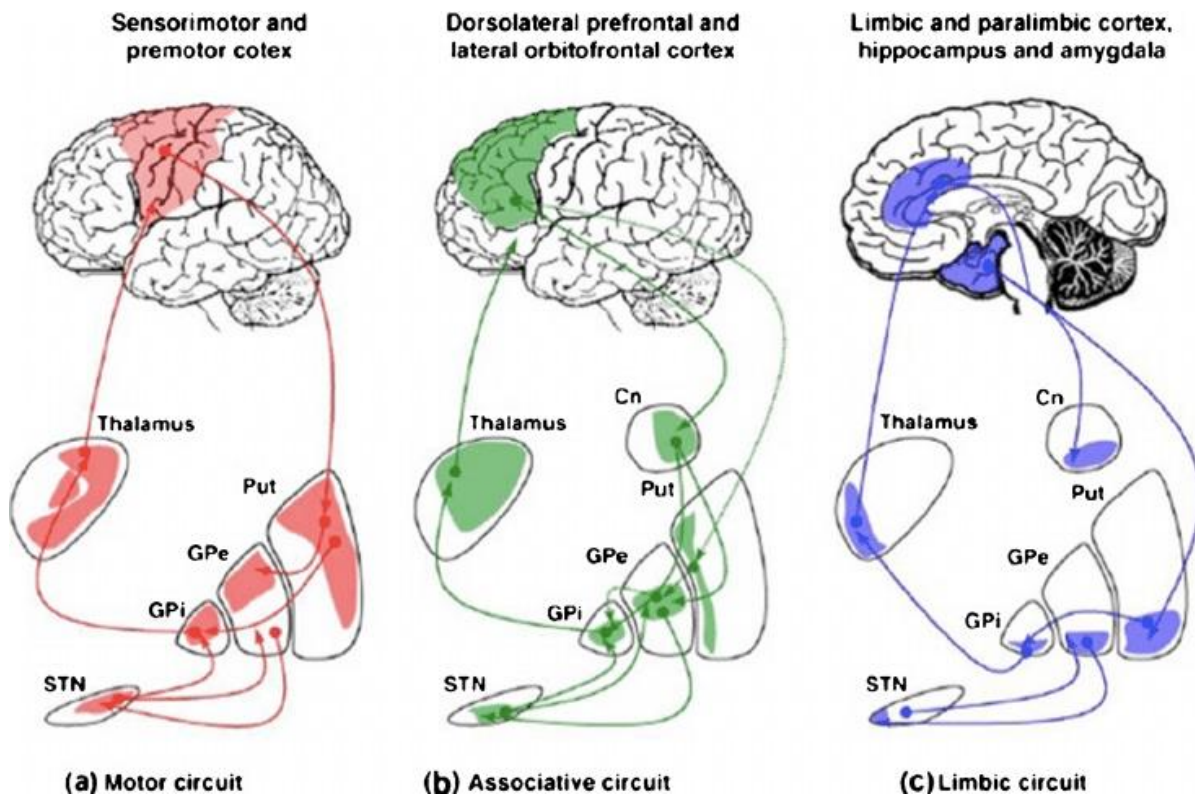 Sensorimotor and
premotor cotex
Dorsolateral prefrontal and
lateral orbitofrontal cortex
Limbic and paralimbic cortex,
hippocampus and amygdala
Thalamus
Put
GPe
GPi
STN
Cn
Thalamus
Put
GPe
GPi
STN
Cn
Thalamus
Put
GPe
GPi
STN
(a) Motor circuit
(b) Associative circuit
(c) Limbic circuit